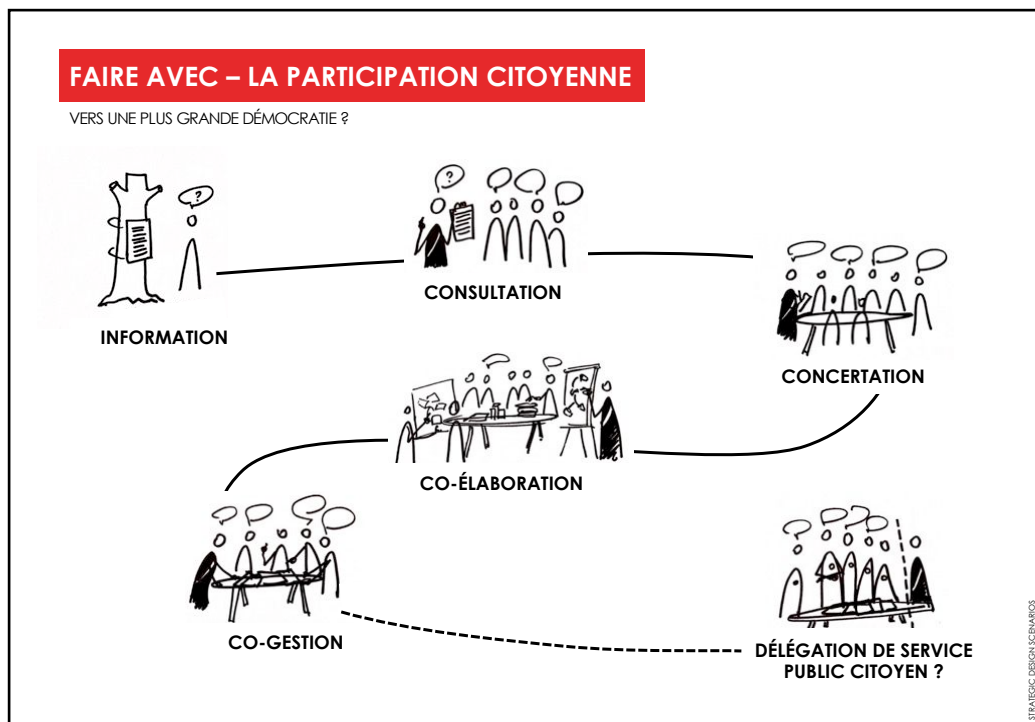 FAIRE AVEC – LA PARTICIPATION CITOYENNE
VERS UNE PLUS GRANDE DÉMOCRATIE ?
?
?
INFORMATION
CONSULTATION
CONCERTATION
CO-ÉLABORATION
CO-GESTION
DÉLÉGATION DE SERVICE
PUBLIC CITOYEN ?
STRATEGIC DESIGN SCENARIOS